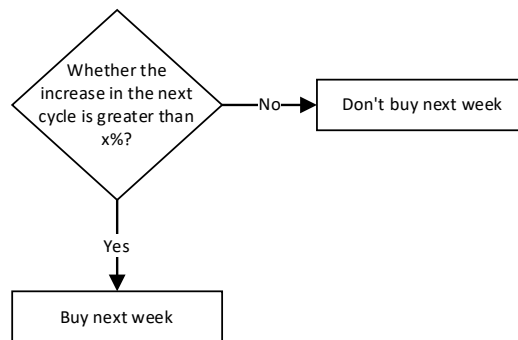 Whether the
increase in the next
cycle is greater than
x%?
No
Don't buy next week
Yes
Buy next week